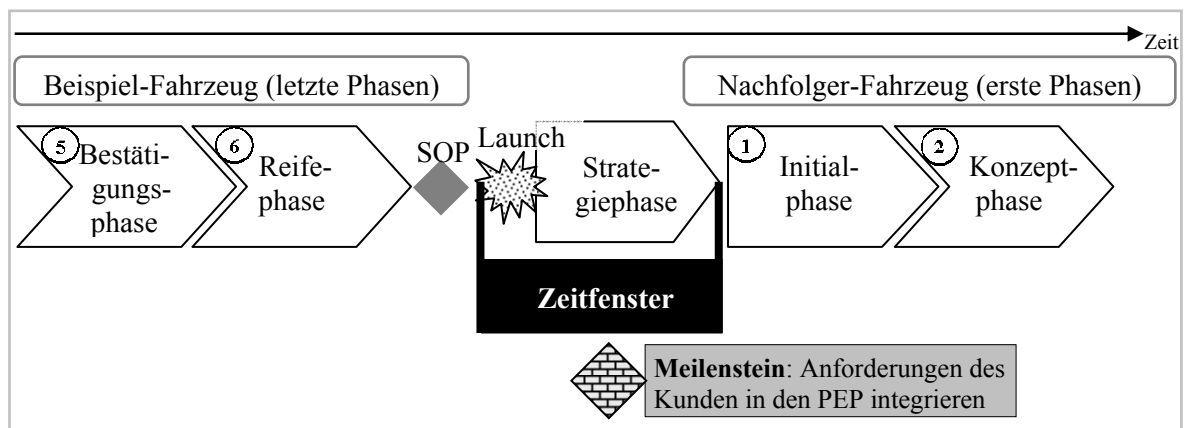 Zeit
Beispiel-Fahrzeug (letzte Phasen)
Nachfolger-Fahrzeug (erste Phasen)
5
Bestäti-
gungs-
phase
6
Reife-
phase
SOP
Launch
Strate-
giephase
1
Initial-
phase
2
Konzept-
phase
Zeitfenster
Meilenstein: Anforderungen des
Kunden in den PEP integrieren